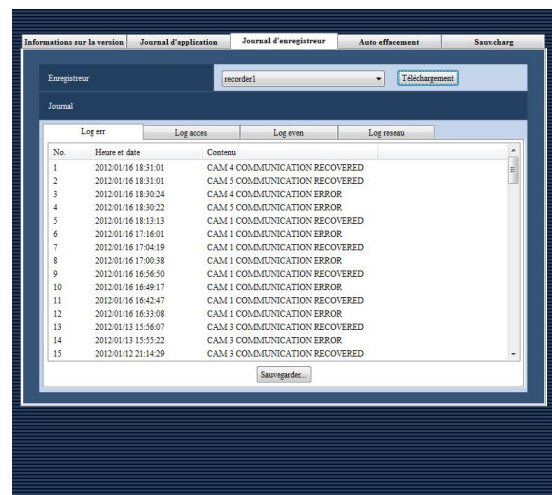 Informations sur la version Journal d'application Journal d'enregistreur Auto effacement Sauv.charg
Enregistreur recorder1 Téléchargement
Journal
Log err Log acces Log even Log reseau
No. Heure et date Contenu
1 2012/01/16 18:31:01 CAM 4 COMMUNICATION RECOVERED
2 2012/01/16 18:31:01 CAM 5 COMMUNICATION RECOVERED
3 2012/01/16 18:30:24 CAM 4 COMMUNICATION ERROR
4 2012/01/16 18:30:22 CAM 5 COMMUNICATION ERROR
5 2012/01/16 18:13:13 CAM 1 COMMUNICATION RECOVERED
6 2012/01/16 17:16:01 CAM 1 COMMUNICATION ERROR
7 2012/01/16 17:04:19 CAM 1 COMMUNICATION RECOVERED
8 2012/01/16 17:00:38 CAM 1 COMMUNICATION ERROR
9 2012/01/16 16:56:50 CAM 1 COMMUNICATION RECOVERED
10 2012/01/16 16:49:17 CAM 1 COMMUNICATION ERROR
11 2012/01/16 16:42:47 CAM 1 COMMUNICATION RECOVERED
12 2012/01/16 16:33:08 CAM 1 COMMUNICATION ERROR
13 2012/01/13 15:56:07 CAM 3 COMMUNICATION RECOVERED
14 2012/01/13 15:55:22 CAM 3 COMMUNICATION ERROR
15 2012/01/12 21:14:29 CAM 3 COMMUNICATION RECOVERED
Sauvegarder...